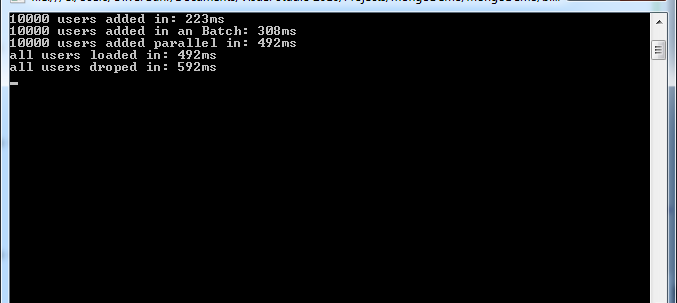 10000 users added in: 223ms
10000 users added in an Batch: 308ms
10000 users added parallel in: 492ms
all users loaded in: 492ms
all users droped in: 592ms